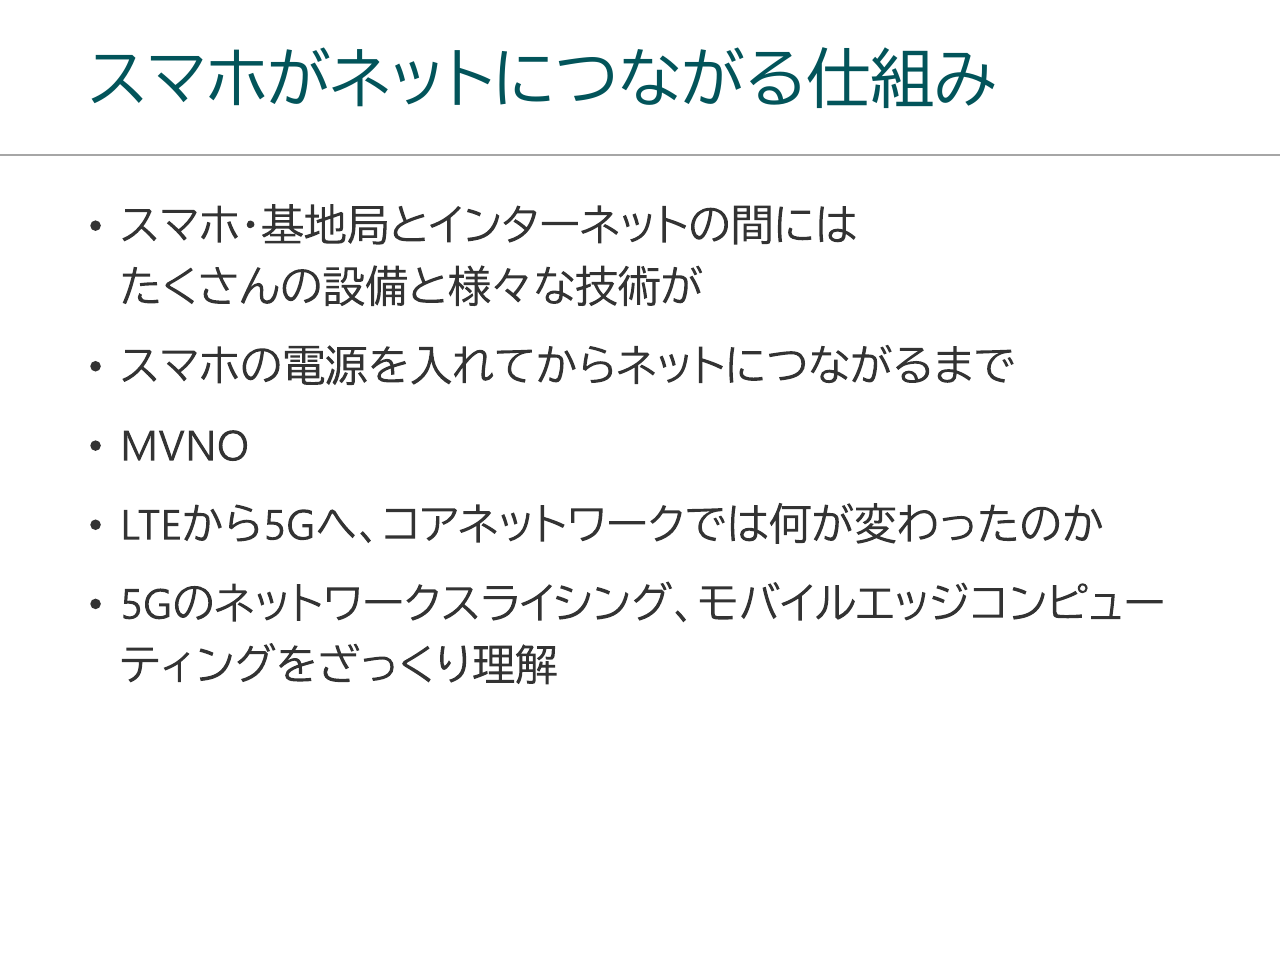 スマホがネットにつながる仕組み
• スマホ・基地局とインターネットの間には
たくさんの設備と様々な技術が
• スマホの電源を入れてからネットにつながるまで
• MVNO
• LTEから5Gへ、コアネットワークでは何が変わったのか
• 5Gのネットワークスライシング、モバイルエッジコンピュー
ティングをざっくり理解